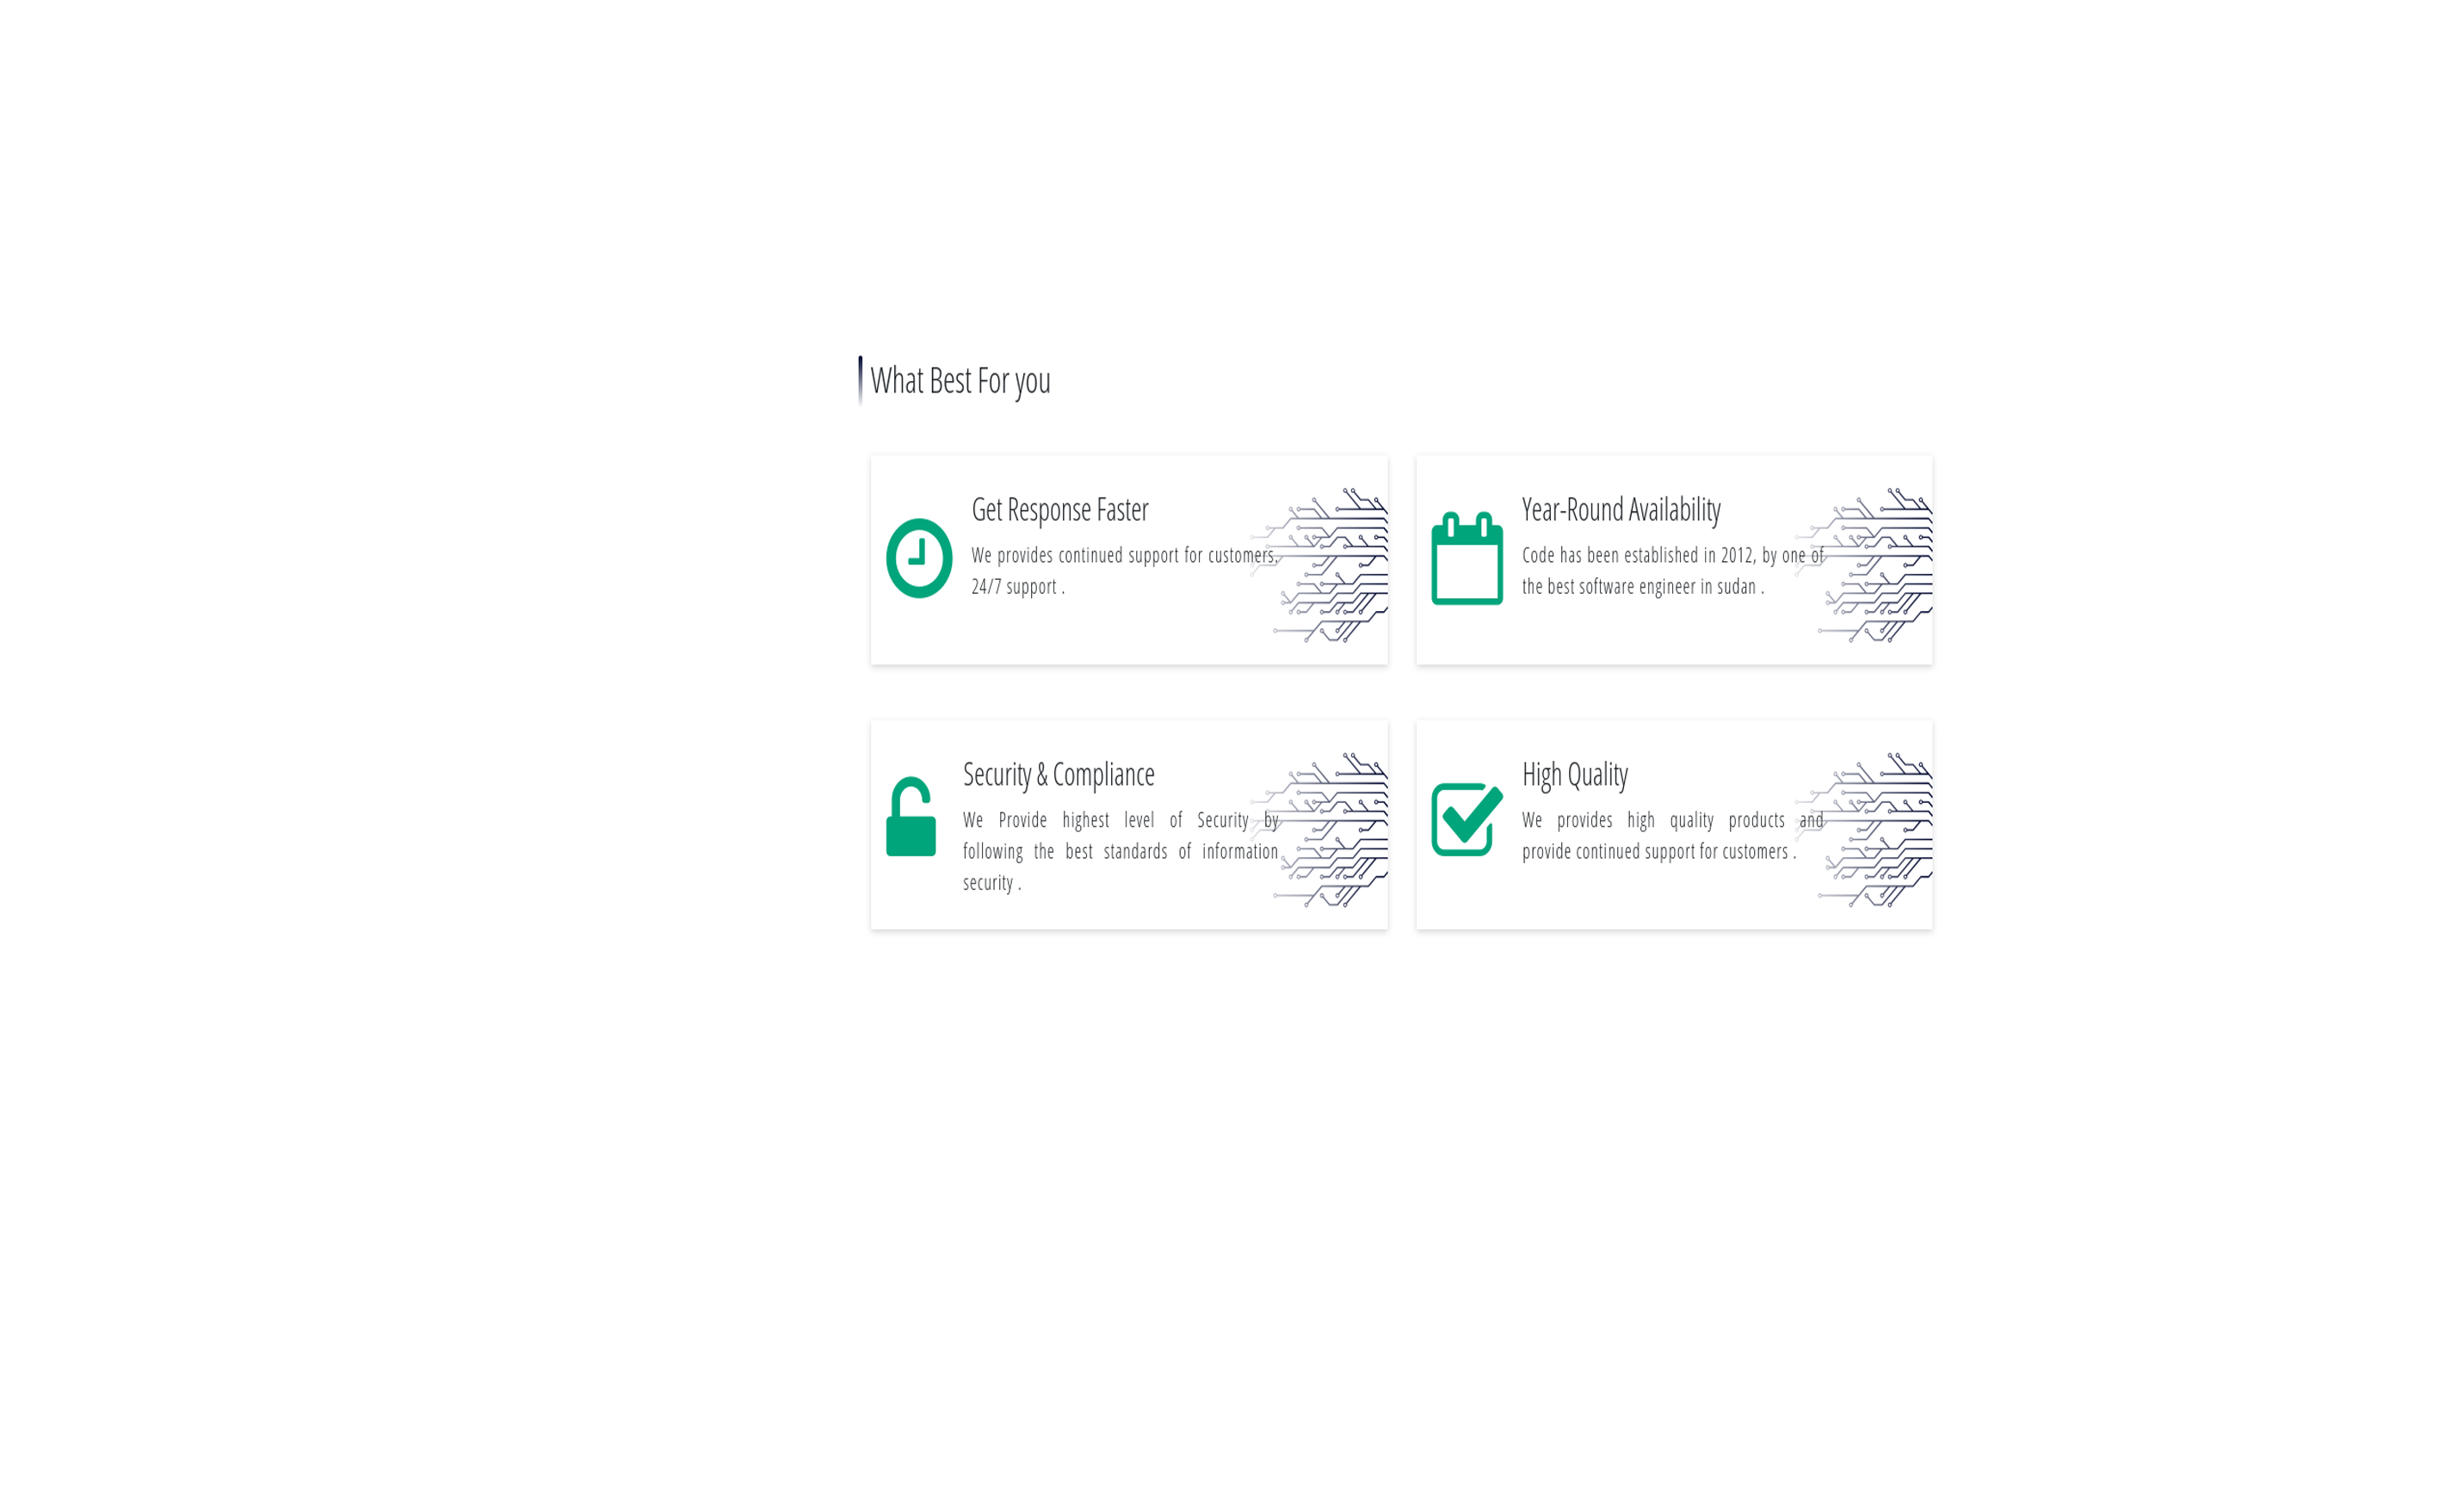 What Best For you
Get Response Faster
We provides continued support for customers,
24/7 support .
Year-Round Availability
Code has been established in 2012, by one of
the best software engineer in sudan .
Security & Compliance
We Provide highest level of Security by
following the best standards of information
security .
High Quality
We provides high quality products and
provide continued support for customers .